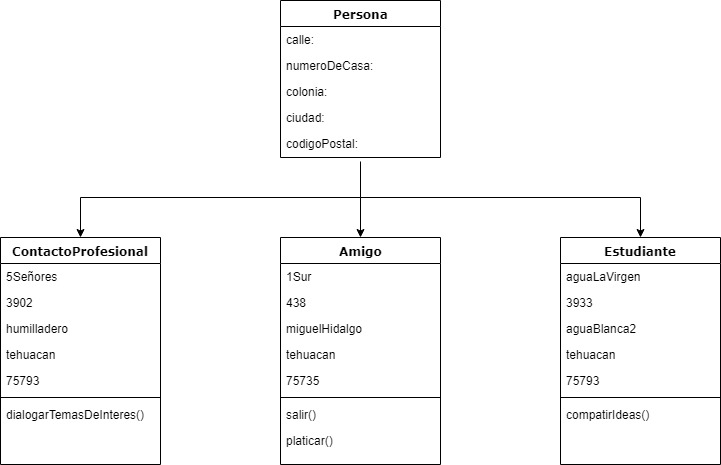 Persona
calle:
numeroDeCasa:
colonia:
ciudad:
codigoPostal:
ContactoProfesional
5Señores
3902
humilladero
tehuacan
75793
dialogarTemasDeInteres()
Amigo
1Sur
438
miguelHidalgo
tehuacan
75735
salir()
platicar()
Estudiante
aguaLaVirgen
3933
aguaBlanca2
tehuacan
75793
compatirIdeas()